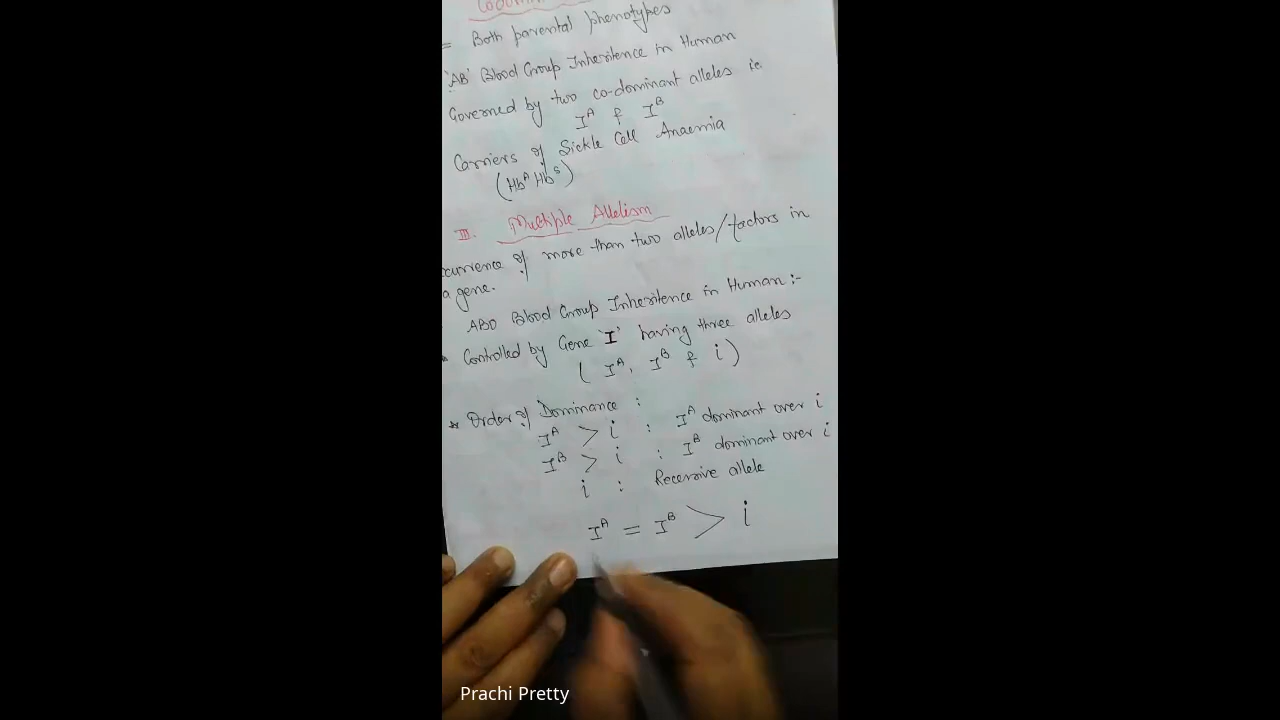 = Both parental phenotypes
'AB' Blood Group Inheritence in Human
Governed by two co-dominant alleles ie
I^A & I^B
Carriers of Sickle Cell Anaemia
(Hb^A Hb^S)
III. Multiple Allelism
currence of more than two alleles/factors in
a gene.
ABO Blood Group Inheritence in Human :-
Controlled by Gene 'I' having three alleles
( I^A, I^B & i )
* Order of Dominance :
I^A > i : I^A dominant over i
I^B > i : I^B dominant over i
i : Recessive allele
I^A = I^B > i
Prachi Pretty